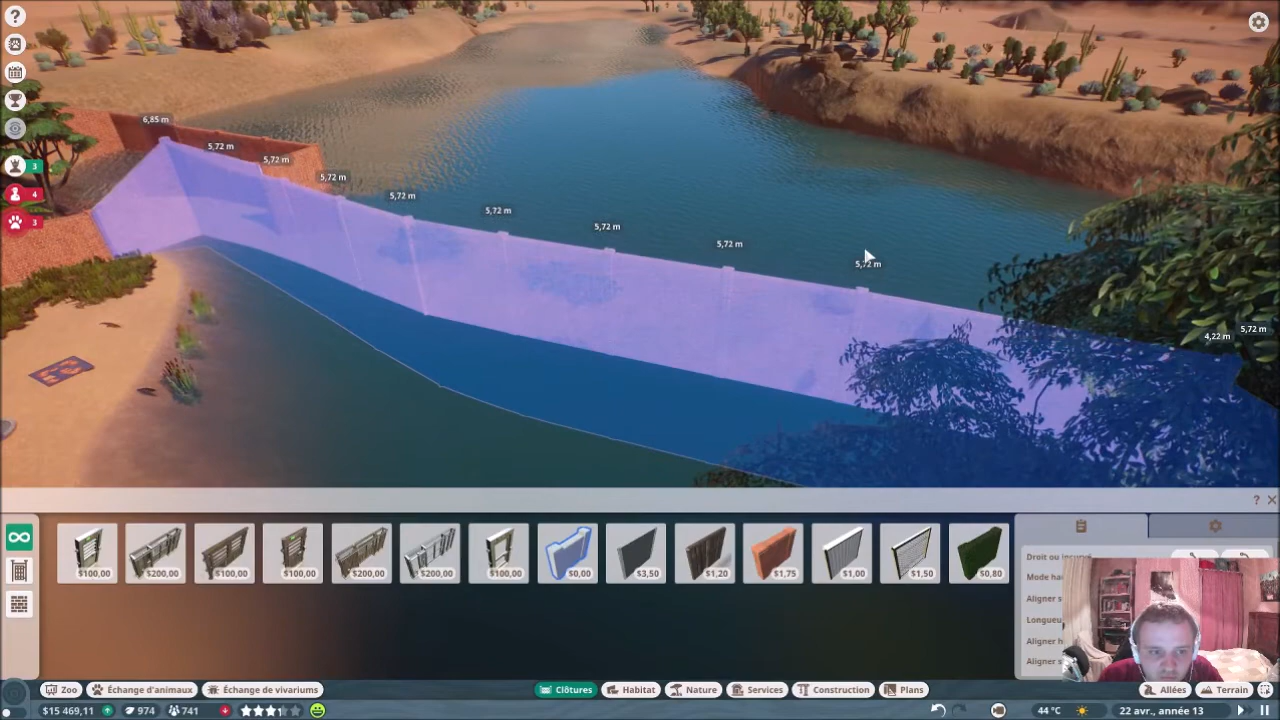 ?
6,85 m
5,72 m
5,72 m
5,72 m
5,72 m
5,72 m
5,72 m
5,72 m
5,72 m
4,22 m
5,72 m
3
4
3
? ×
$100,00 $200,00 $100,00 $100,00 $200,00 $200,00 $100,00 $0,00 $3,50 $1,20 $1,75 $1,00 $1,50 $0,80
Droit ou incurvé
Mode ha
Aligner s
Longueu
Aligner h
Aligner s
Zoo Échange d'animaux Échange de vivariums Clôtures Habitat Nature Services Construction Plans Allées Terrain
$15 469,11 974 741 44 °C 22 avr., année 13